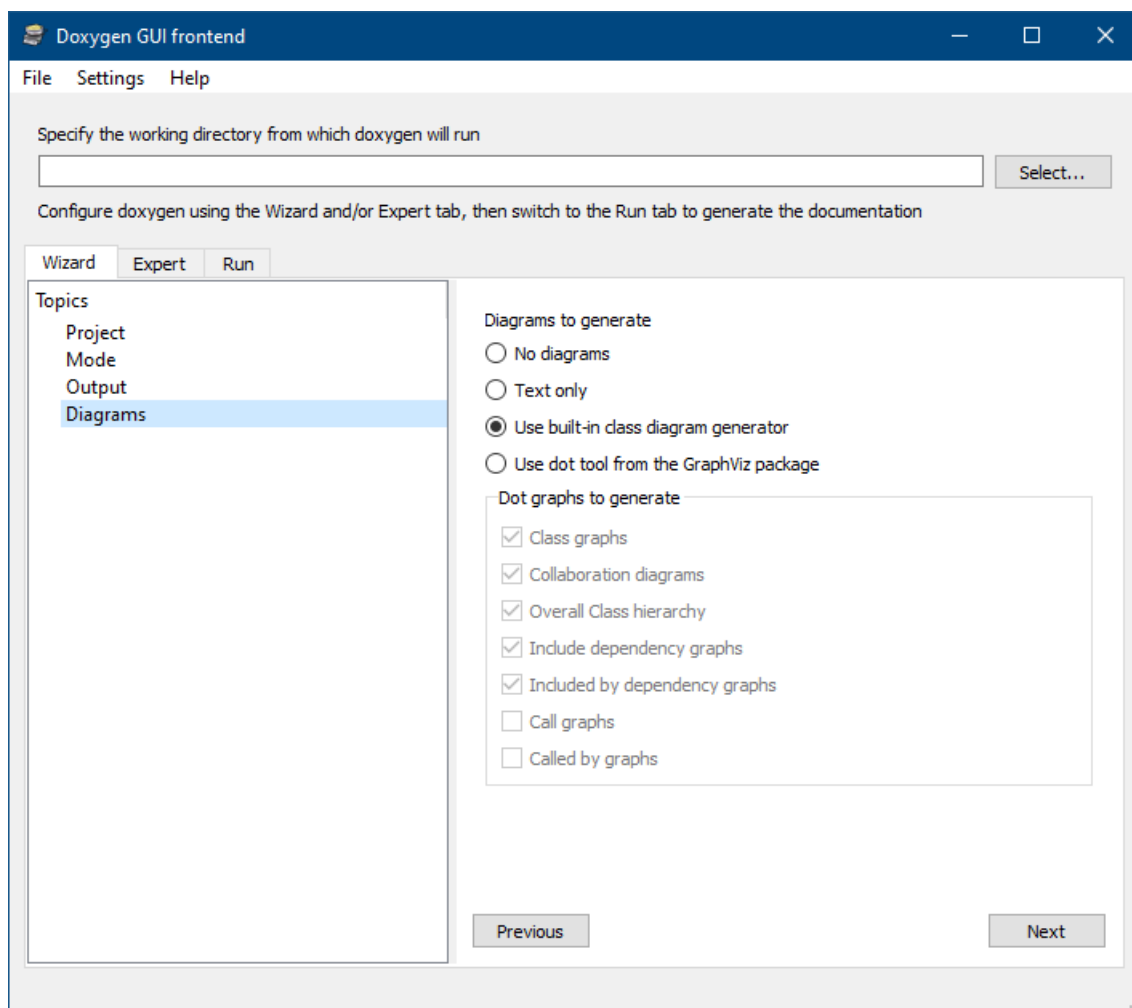 Doxygen GUI frontend
File Settings Help
Specify the working directory from which doxygen will run
Select...
Configure doxygen using the Wizard and/or Expert tab, then switch to the Run tab to generate the documentation
Wizard Expert Run
Topics
Project
Mode
Output
Diagrams
Diagrams to generate
No diagrams
Text only
Use built-in class diagram generator
Use dot tool from the GraphViz package
Dot graphs to generate
Class graphs
Collaboration diagrams
Overall Class hierarchy
Include dependency graphs
Included by dependency graphs
Call graphs
Called by graphs
Previous Next